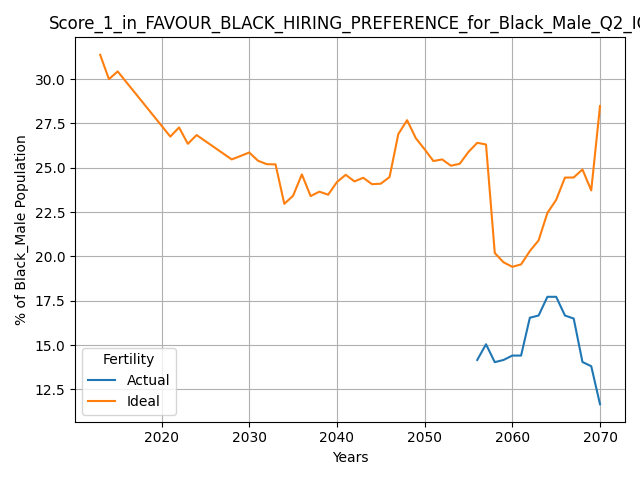 Score_1_in_FAVOUR_BLACK_HIRING_PREFERENCE_for_Black_Male_Q2_IQ
30.0
27.5
25.0
22.5
20.0
17.5
15.0
12.5
% of Black_Male Population
Fertility
Actual
Ideal
2020 2030 2040 2050 2060 2070
Years